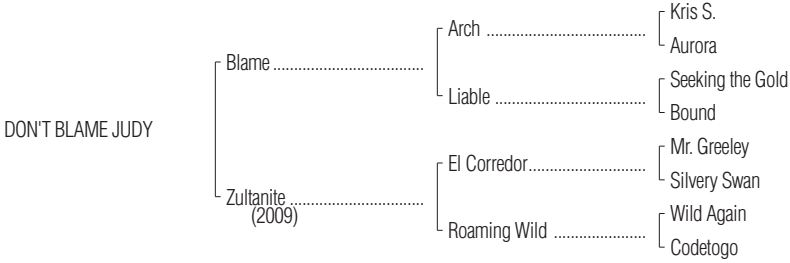 Kris S.
Arch ......................................
Aurora
Blame ...................................
Seeking the Gold
Liable ....................................
Bound
DON'T BLAME JUDY
Mr. Greeley
El Corredor............................
Silvery Swan
Zultanite ................................
(2009)
Wild Again
Roaming Wild ......................
Codetogo